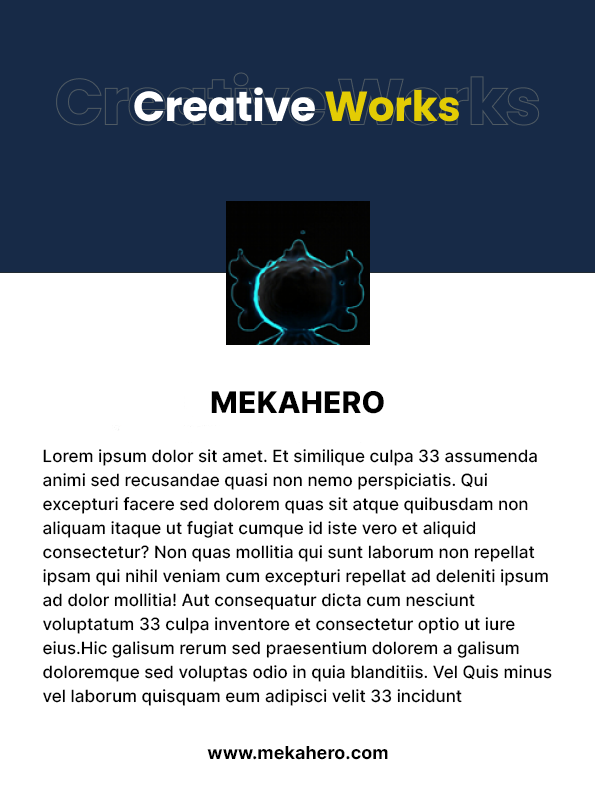 Creative Works
Creative Works
MEKAHERO
Lorem ipsum dolor sit amet. Et similique culpa 33 assumenda
animi sed recusandae quasi non nemo perspiciatis. Qui
excepturi facere sed dolorem quas sit atque quibusdam non
aliquam itaque ut fugiat cumque id iste vero et aliquid
consectetur? Non quas mollitia qui sunt laborum non repellat
ipsam qui nihil veniam cum excepturi repellat ad deleniti ipsum
ad dolor mollitia! Aut consequatur dicta cum nesciunt
voluptatum 33 culpa inventore et consectetur optio ut iure
eius.Hic galisum rerum sed praesentium dolorem a galisum
doloremque sed voluptas odio in quia blanditiis. Vel Quis minus
vel laborum quisquam eum adipisci velit 33 incidunt
www.mekahero.com